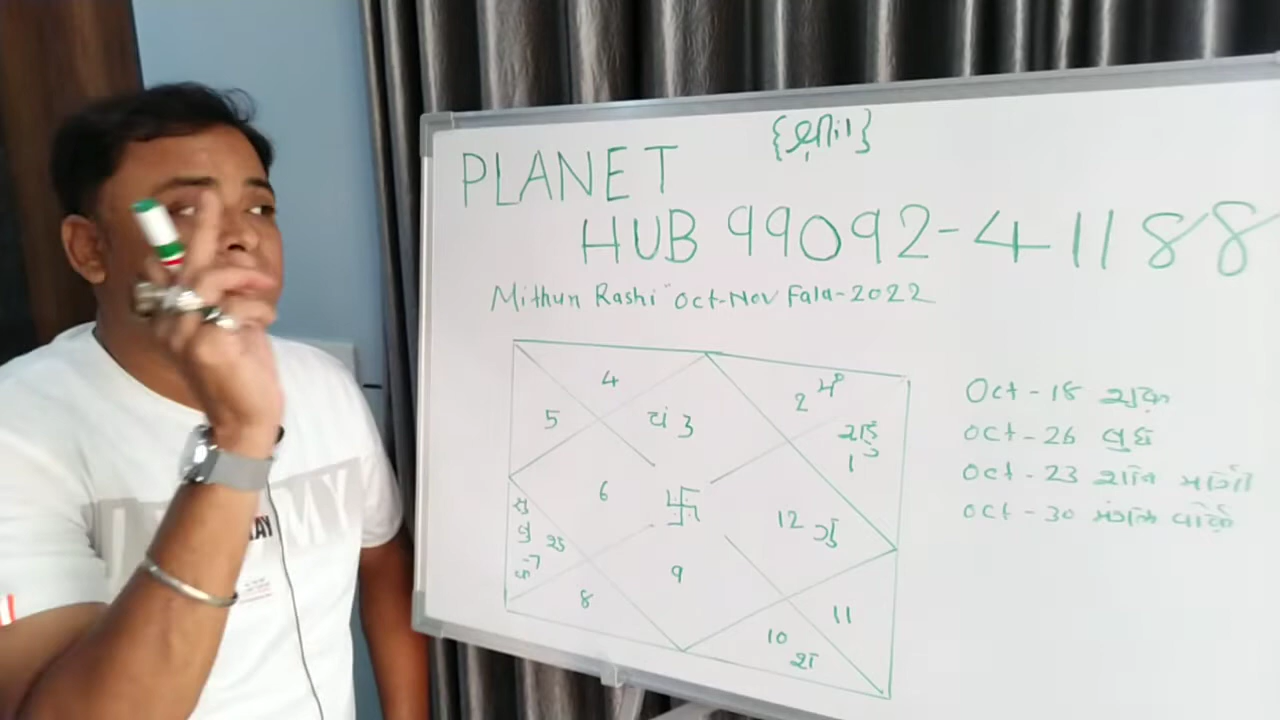 PLANET
HUB 99092-41188
Mithun Rashi Oct-Nov Fala-2022
4
5
ચં 3
2 મં
રાહુ
1
6
12 ગુ
સૂ
બુ શુ
કે 7
8
9
10
શ
11
Oct - 18 શુક્ર
Oct - 26 બુધ
Oct - 23 શનિ માર્ગી
Oct - 30 મંગળ વક્રી